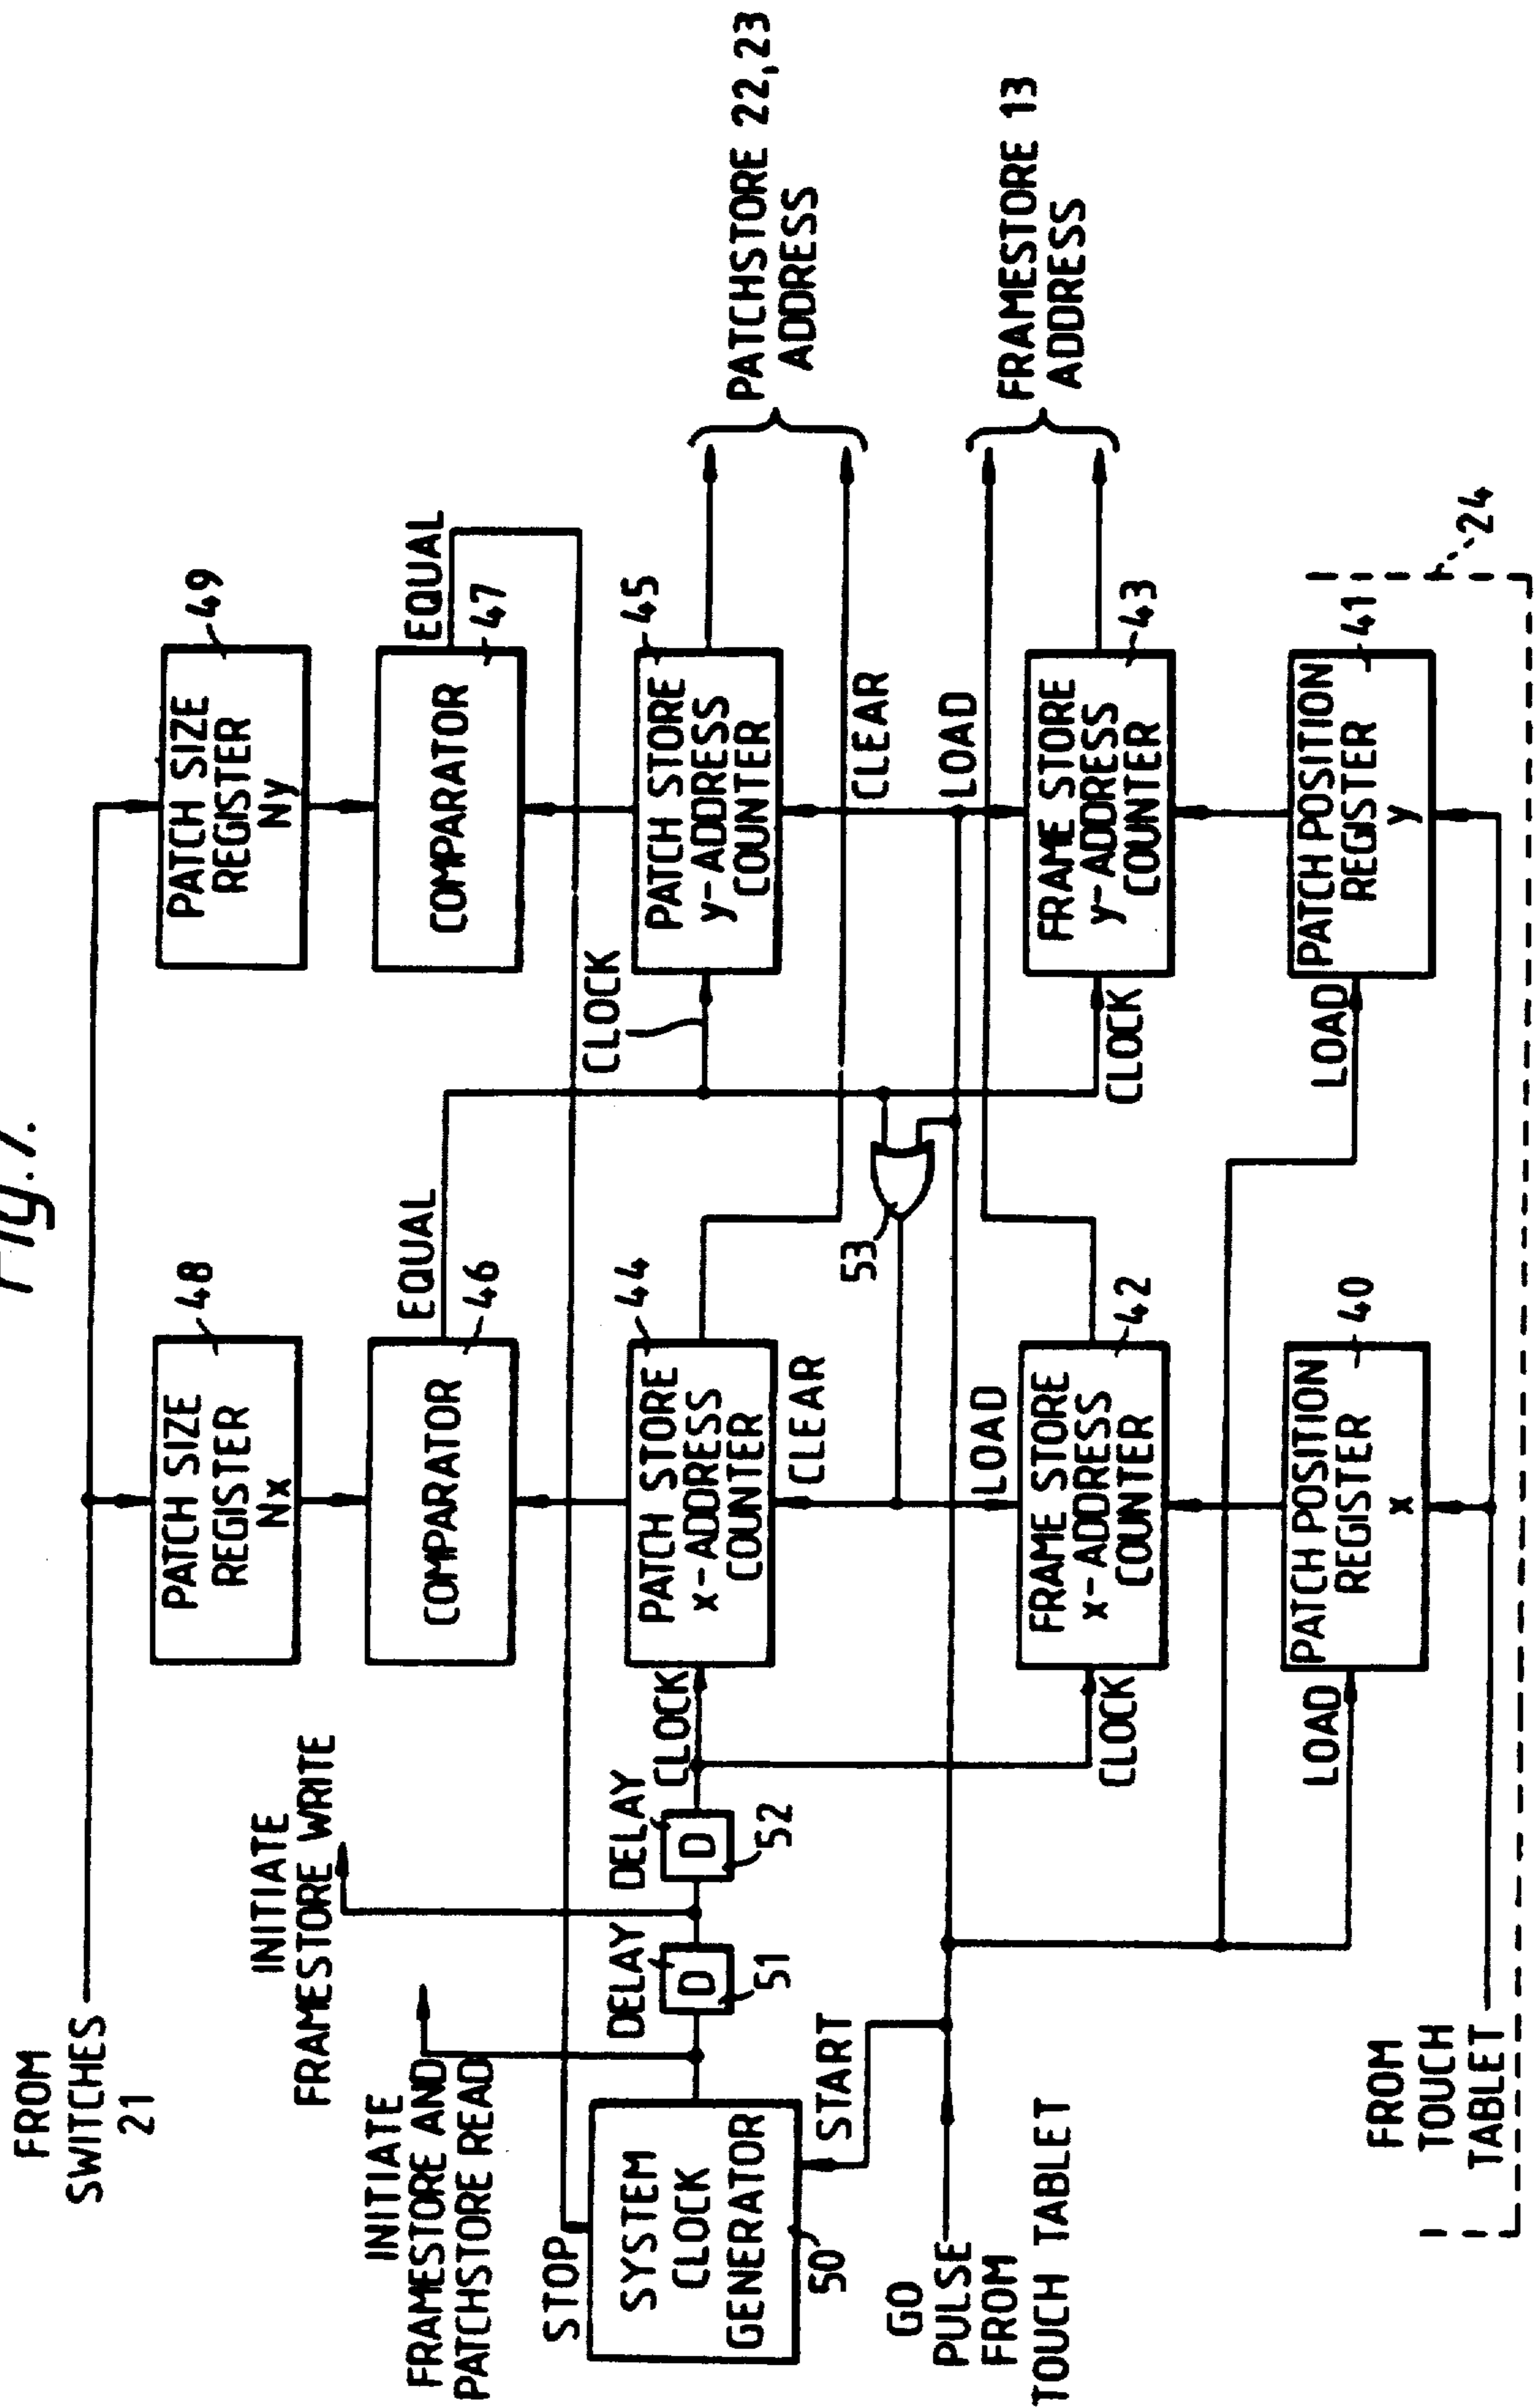 Fig. 7.
FROM
SWITCHES
21
PATCH SIZE
REGISTER
Nx
48
PATCH SIZE
REGISTER
Ny
49
INITIATE
FRAMESTORE WRITE
INITIATE
FRAMESTORE AND
PATCHSTORE READ
COMPARATOR
46
EQUAL
COMPARATOR
47
EQUAL
STOP
SYSTEM
CLOCK
GENERATOR
50
DELAY
D
51
DELAY
D
52
CLOCK
PATCH STORE
x-ADDRESS
COUNTER
44
CLOCK
PATCH STORE
y-ADDRESS
COUNTER
45
PATCHSTORE 22,23
ADDRESS
START
CLEAR
53
CLEAR
GO
PULSE
FROM
TOUCH TABLET
LOAD
LOAD
CLOCK
FRAME STORE
x-ADDRESS
COUNTER
42
CLOCK
FRAME STORE
y-ADDRESS
COUNTER
43
FRAMESTORE 13
ADDRESS
LOAD
PATCH POSITION
REGISTER
x
40
LOAD
PATCH POSITION
REGISTER
y
41
24
FROM
TOUCH
TABLET